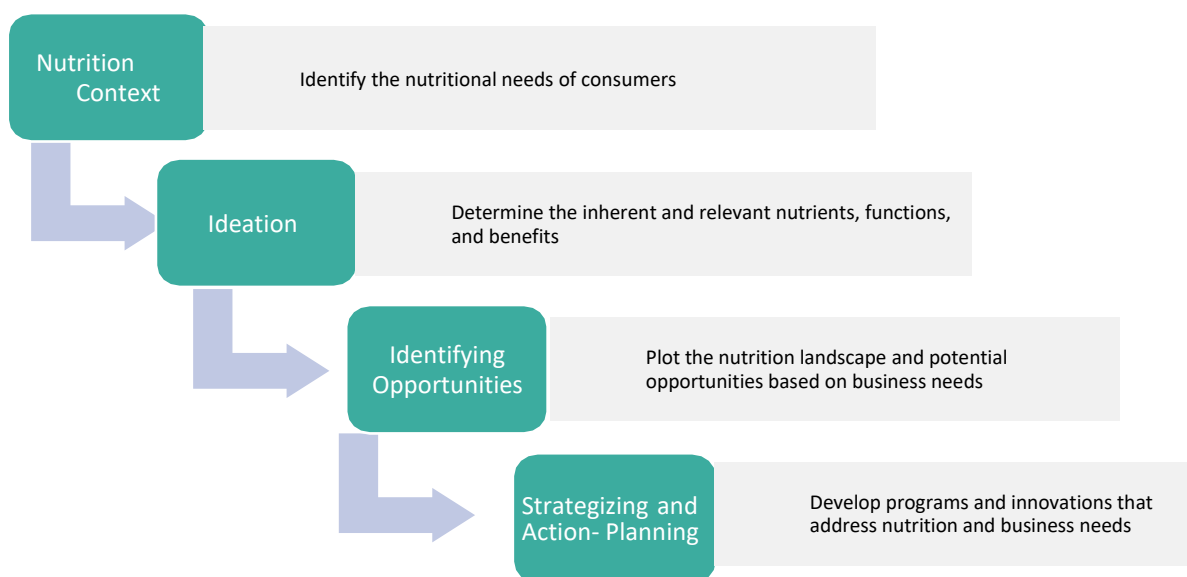 Nutrition
Context
Identify the nutritional needs of consumers
Ideation
Determine the inherent and relevant nutrients, functions,
and benefits
Identifying
Opportunities
Plot the nutrition landscape and potential
opportunities based on business needs
Strategizing and
Action- Planning
Develop programs and innovations that
address nutrition and business needs